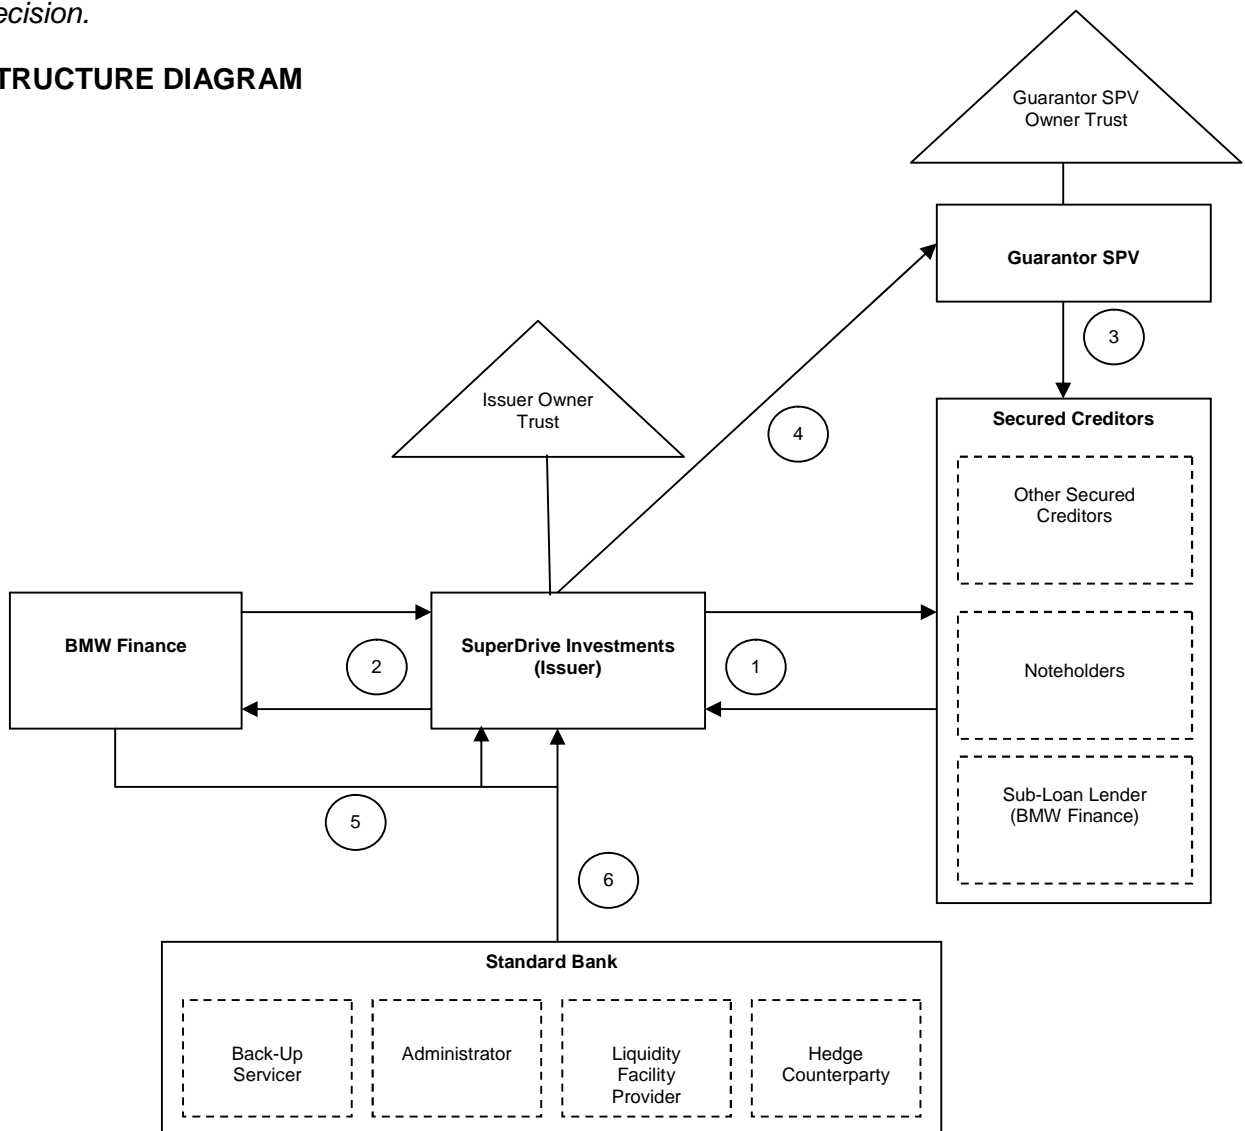 ecision.
TRUCTURE DIAGRAM
Guarantor SPV
Owner Trust
Guarantor SPV
3
Issuer Owner
Trust
4
Secured Creditors
Other Secured
Creditors
BMW Finance
2
SuperDrive Investments
(Issuer)
1
Noteholders
Sub-Loan Lender
(BMW Finance)
5
6
Standard Bank
Back-Up
Servicer
Administrator
Liquidity
Facility
Provider
Hedge
Counterparty